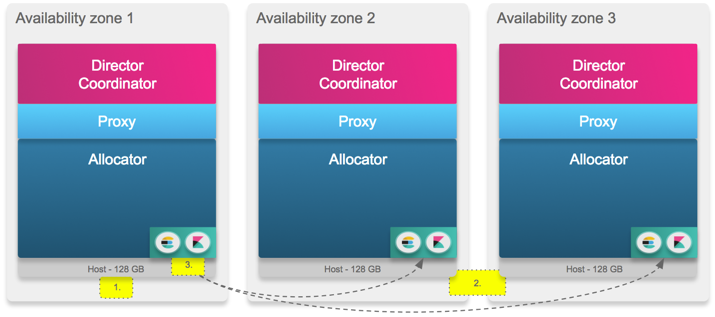 Availability zone 1
Availability zone 2
Availability zone 3
Director
Coordinator
Director
Coordinator
Director
Coordinator
Proxy
Proxy
Proxy
Allocator
Allocator
Allocator
3.
Host - 128 GB
Host - 128 GB
Host - 128 GB
1.
2.